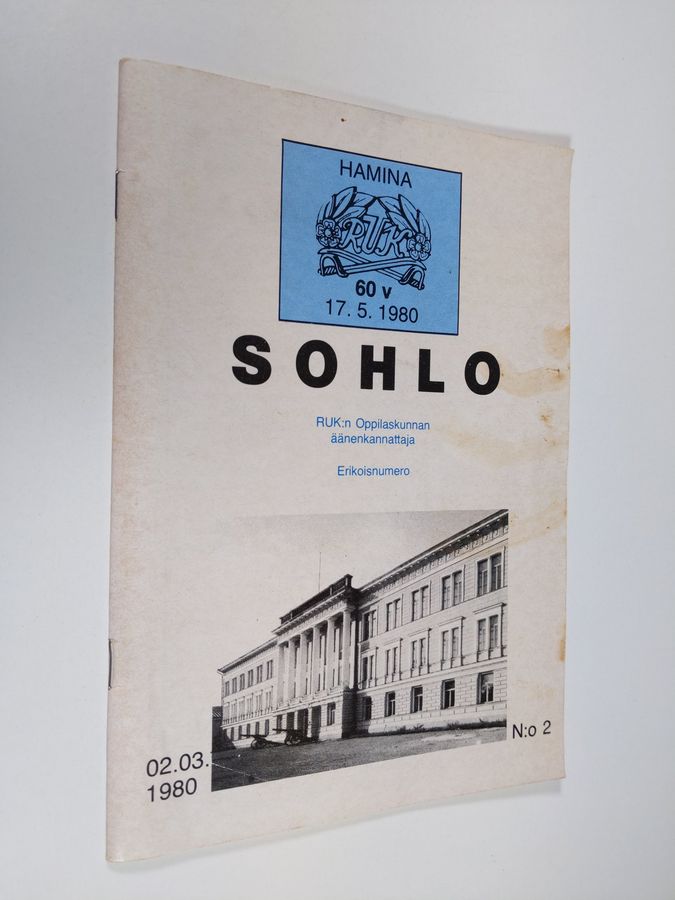 HAMINA
RUK
60 v
17. 5. 1980
SOHLO
RUK:n Oppilaskunnan
äänenkannattaja
Erikoisnumero
02.03.
1980
N:o 2